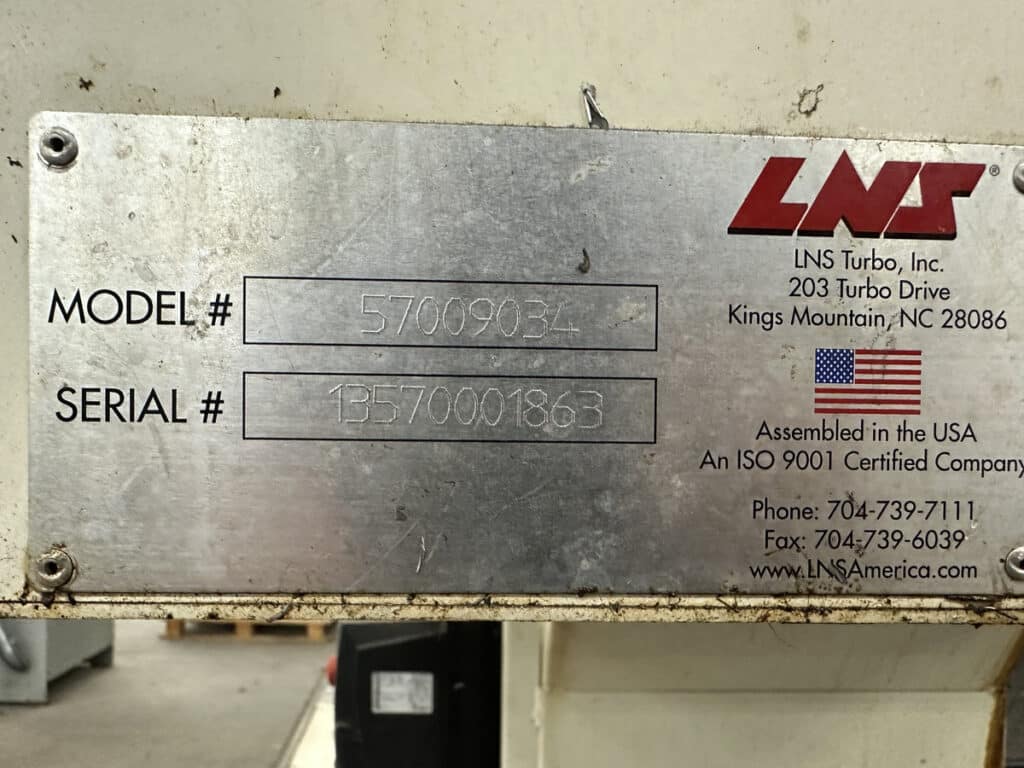 LNS®
LNS Turbo, Inc.
203 Turbo Drive
Kings Mountain, NC 28086
MODEL # 57009034
SERIAL # 13570001863
Assembled in the USA
An ISO 9001 Certified Company
Phone: 704-739-7111
Fax: 704-739-6039
www.LNSAmerica.com